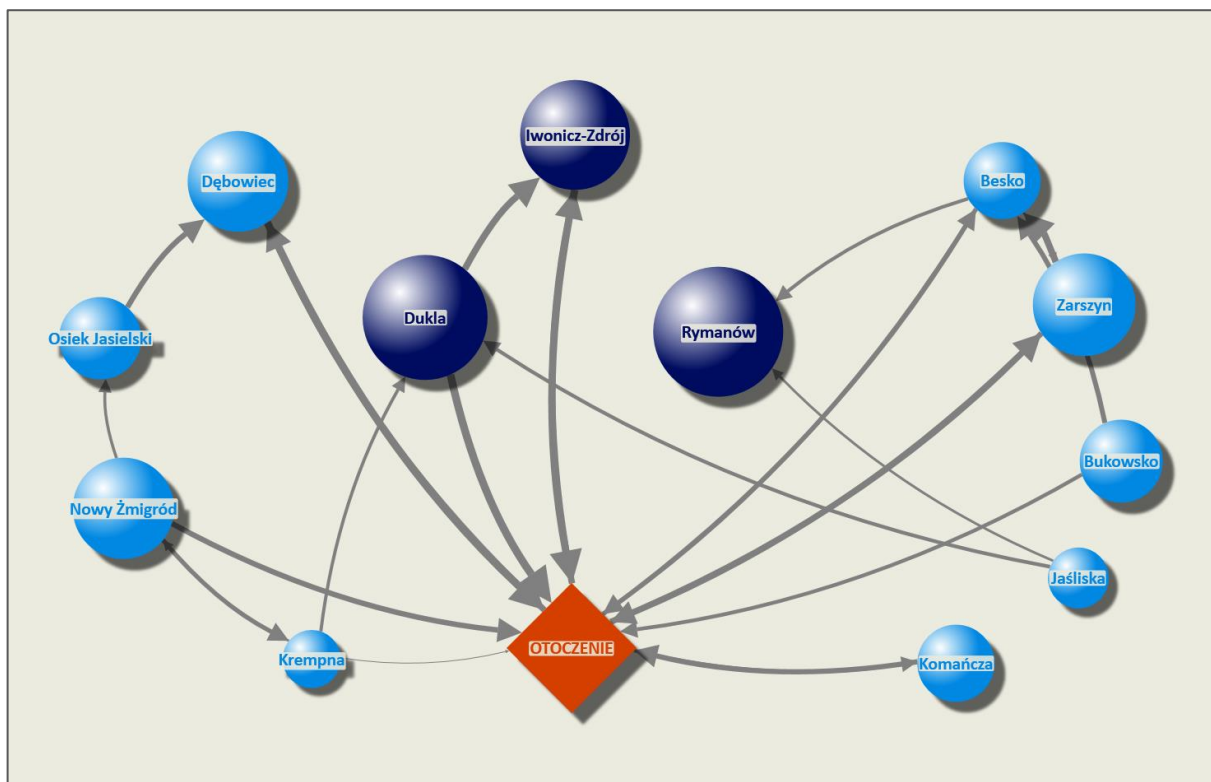 Iwonicz-Zdrój
Dębowiec
Besko
Dukla
Zarszyn
Rymanów
Osiek Jasielski
Bukowsko
Nowy Żmigród
Jaśliska
Krempna
OTOCZENIE
Komańcza